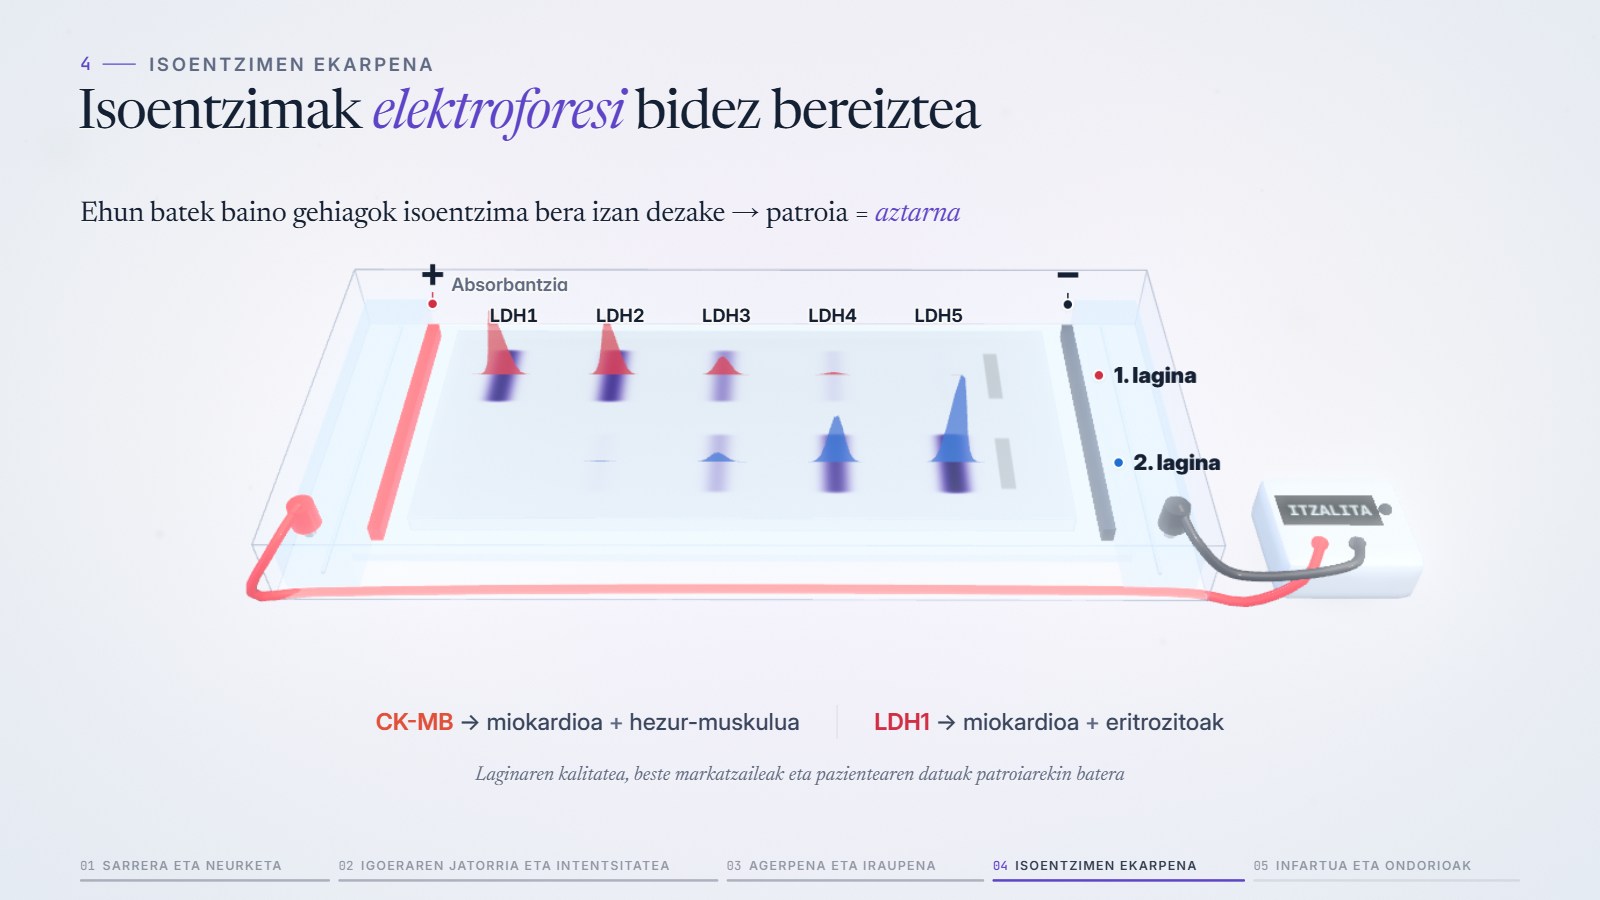 4 — ISOENTZIMEN EKARPENA
Isoentzimak elektroforesi bidez bereiztea
Ehun batek baino gehiagok isoentzima bera izan dezake → patroia = aztarna
+ −
Absorbantzia
LDH1 LDH2 LDH3 LDH4 LDH5
1. lagina
2. lagina
ITZALITA
CK-MB → miokardioa + hezur-muskulua LDH1 → miokardioa + eritrozitoak
Laginaren kalitatea, beste markatzaileak eta pazientearen datuak patroiarekin batera
01 SARRERA ETA NEURKETA 02 IGOERAREN JATORRIA ETA INTENTSITATEA 03 AGERPENA ETA IRAUPENA 04 ISOENTZIMEN EKARPENA 05 INFARTUA ETA ONDORIOAK